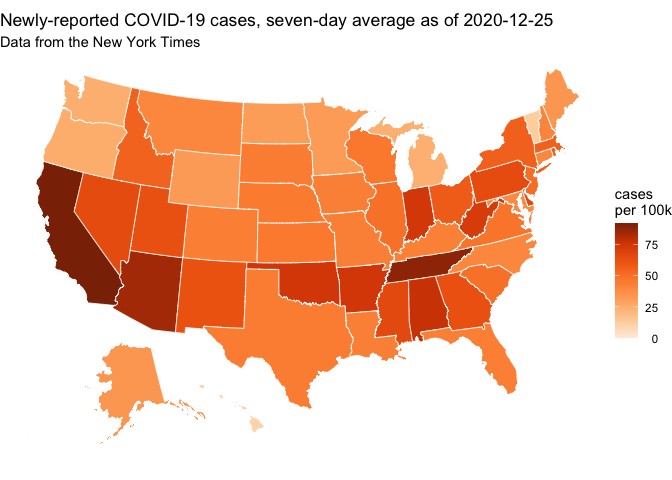 Newly-reported COVID-19 cases, seven-day average as of 2020-12-25
Data from the New York Times
cases
per 100k
75
50
25
0